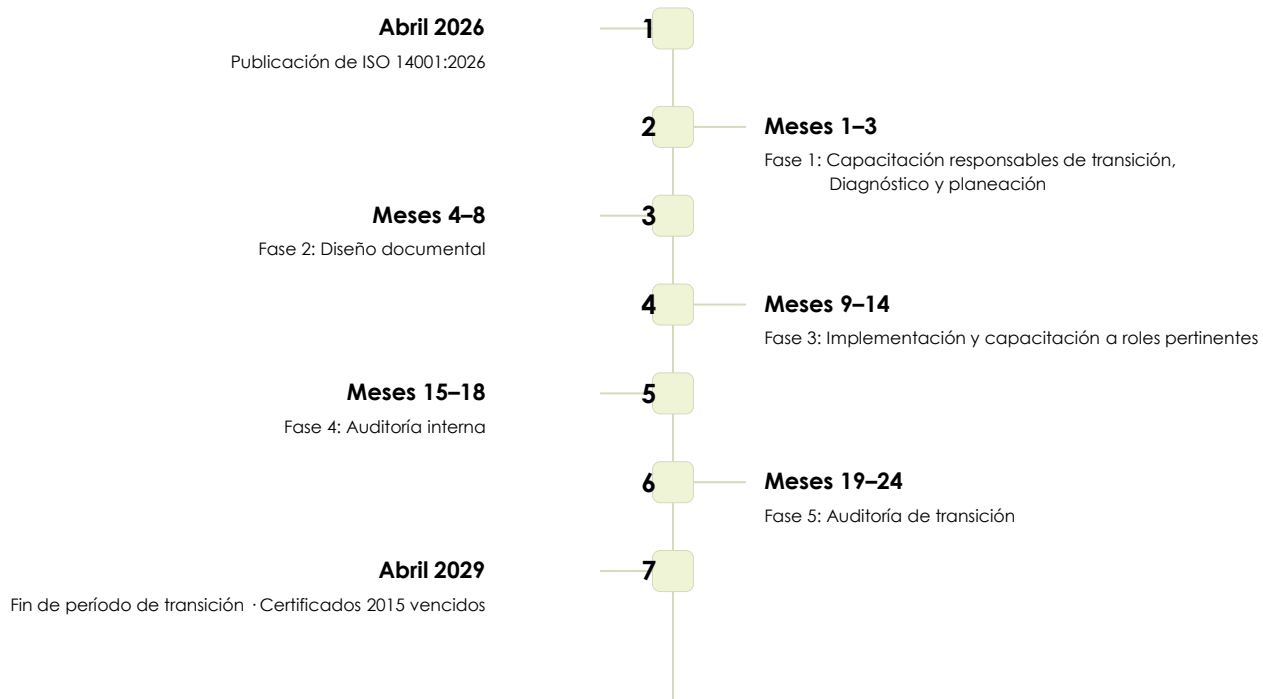 Abril 2026
1
Publicación de ISO 14001:2026
2
Meses 1–3
Fase 1: Capacitación responsables de transición,
Diagnóstico y planeación
Meses 4–8
3
Fase 2: Diseño documental
4
Meses 9–14
Fase 3: Implementación y capacitación a roles pertinentes
Meses 15–18
5
Fase 4: Auditoría interna
6
Meses 19–24
Fase 5: Auditoría de transición
Abril 2029
7
Fin de período de transición · Certificados 2015 vencidos